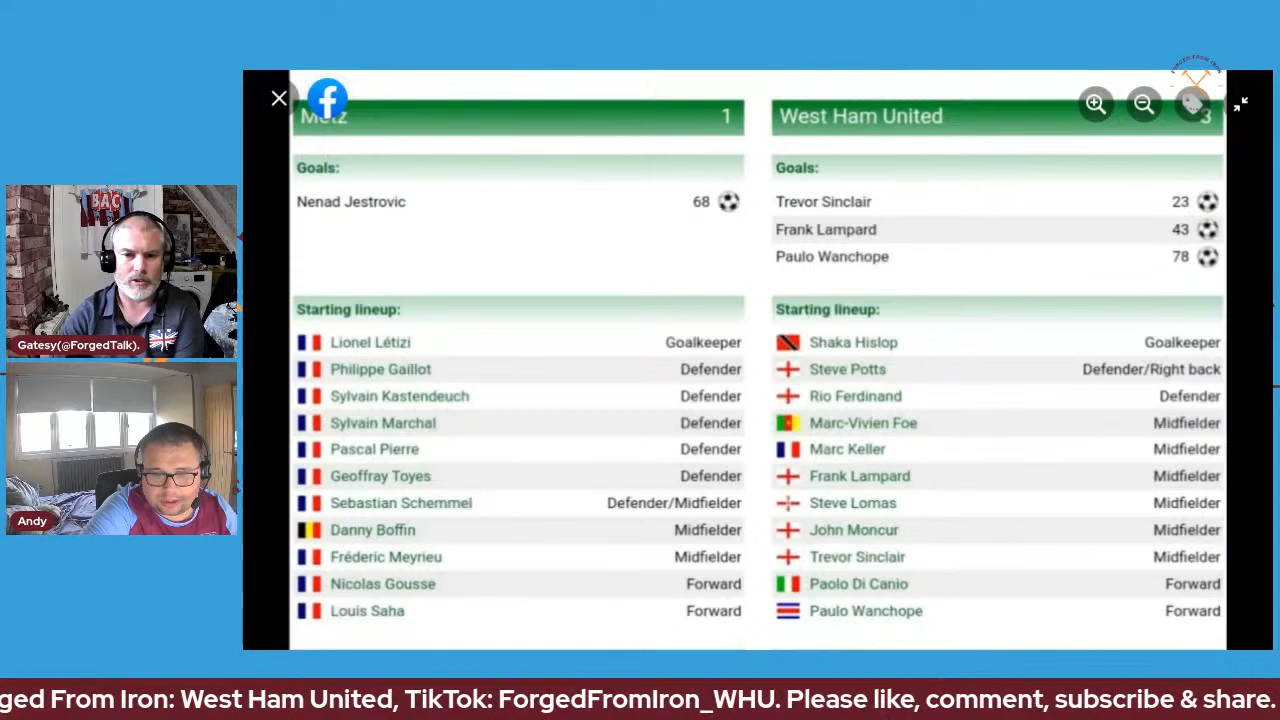 FORGED FROM IRON
Metz 1
West Ham United 3
Goals:
Nenad Jestrovic 68
Goals:
Trevor Sinclair 23
Frank Lampard 43
Paulo Wanchope 78
Starting lineup:
Lionel Létizi Goalkeeper
Philippe Gaillot Defender
Sylvain Kastendeuch Defender
Sylvain Marchal Defender
Pascal Pierre Defender
Geoffray Toyes Defender
Sebastian Schemmel Defender/Midfielder
Danny Boffin Midfielder
Fréderic Meyrieu Midfielder
Nicolas Gousse Forward
Louis Saha Forward
Starting lineup:
Shaka Hislop Goalkeeper
Steve Potts Defender/Right back
Rio Ferdinand Defender
Marc-Vivien Foe Midfielder
Marc Keller Midfielder
Frank Lampard Midfielder
Steve Lomas Midfielder
John Moncur Midfielder
Trevor Sinclair Midfielder
Paolo Di Canio Forward
Paulo Wanchope Forward
BAC
Gatesy(@ForgedTalk).
Andy
ged From Iron: West Ham United, TikTok: ForgedFromIron_WHU. Please like, comment, subscribe & share.